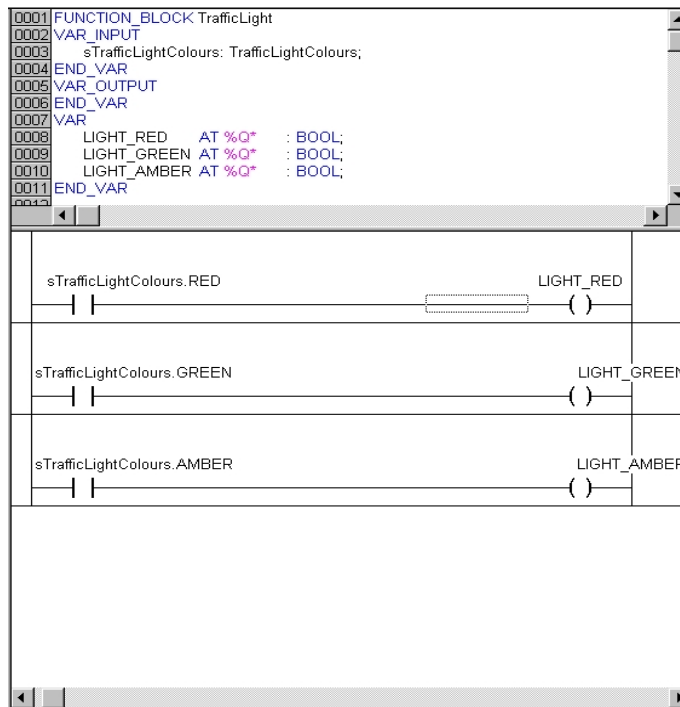 0001 FUNCTION_BLOCK TrafficLight
0002 VAR_INPUT
0003 sTrafficLightColours: TrafficLightColours;
0004 END_VAR
0005 VAR_OUTPUT
0006 END_VAR
0007 VAR
0008 LIGHT_RED AT %Q* : BOOL;
0009 LIGHT_GREEN AT %Q* : BOOL;
0010 LIGHT_AMBER AT %Q* : BOOL;
0011 END_VAR
0012
sTrafficLightColours.RED LIGHT_RED
sTrafficLightColours.GREEN LIGHT_GREEN
sTrafficLightColours.AMBER LIGHT_AMBER